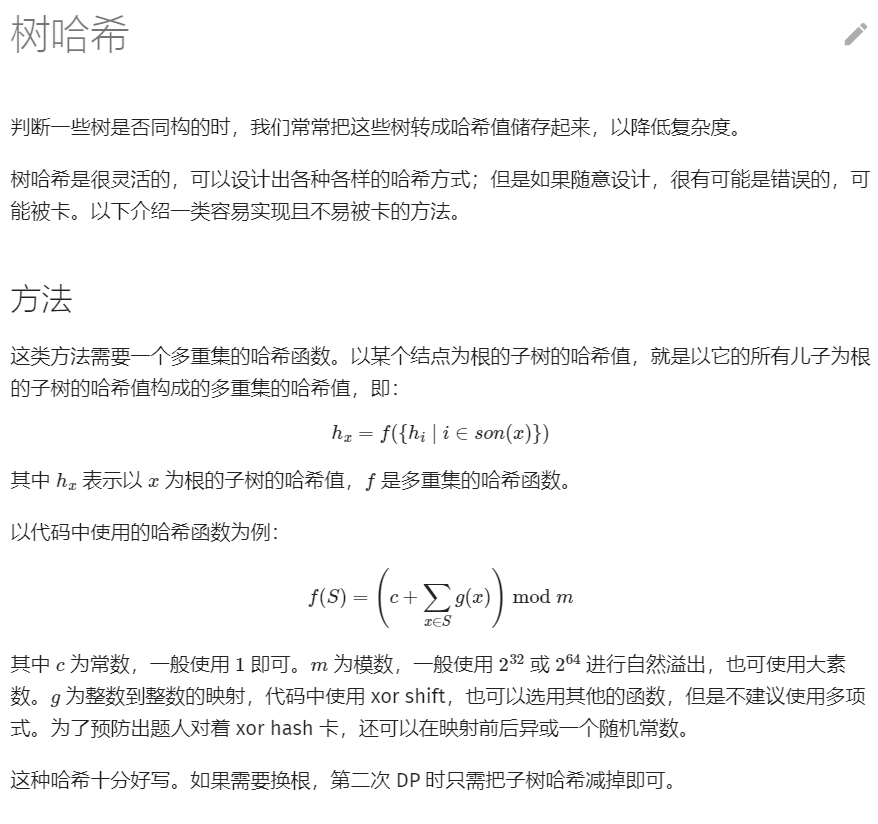 树哈希
判断一些树是否同构的时，我们常常把这些树转成哈希值储存起来，以降低复杂度。
树哈希是很灵活的，可以设计出各种各样的哈希方式；但是如果随意设计，很有可能是错误的，可
能被卡。以下介绍一类容易实现且不易被卡的方法。
方法
这类方法需要一个多重集的哈希函数。以某个结点为根的子树的哈希值，就是以它的所有儿子为根
的子树的哈希值构成的多重集的哈希值，即：
$h_x = f(\{h_i \mid i \in son(x)\})$
其中 $h_x$ 表示以 $x$ 为根的子树的哈希值，$f$ 是多重集的哈希函数。
以代码中使用的哈希函数为例：
$f(S) = \left(c + \sum_{x \in S} g(x)\right) \bmod m$
其中 $c$ 为常数，一般使用 $1$ 即可。$m$ 为模数，一般使用 $2^{32}$ 或 $2^{64}$ 进行自然溢出，也可使用大素
数。$g$ 为整数到整数的映射，代码中使用 xor shift，也可以选用其他的函数，但是不建议使用多项
式。为了预防出题人对着 xor hash 卡，还可以在映射前后异或一个随机常数。
这种哈希十分好写。如果需要换根，第二次 DP 时只需把子树哈希减掉即可。